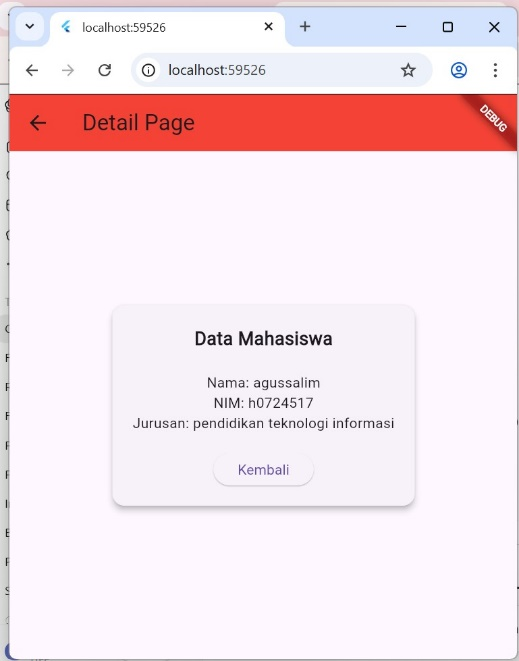 localhost:59526
localhost:59526
Detail Page
DEBUG
Data Mahasiswa
Nama: agussalim
NIM: h0724517
Jurusan: pendidikan teknologi informasi
Kembali